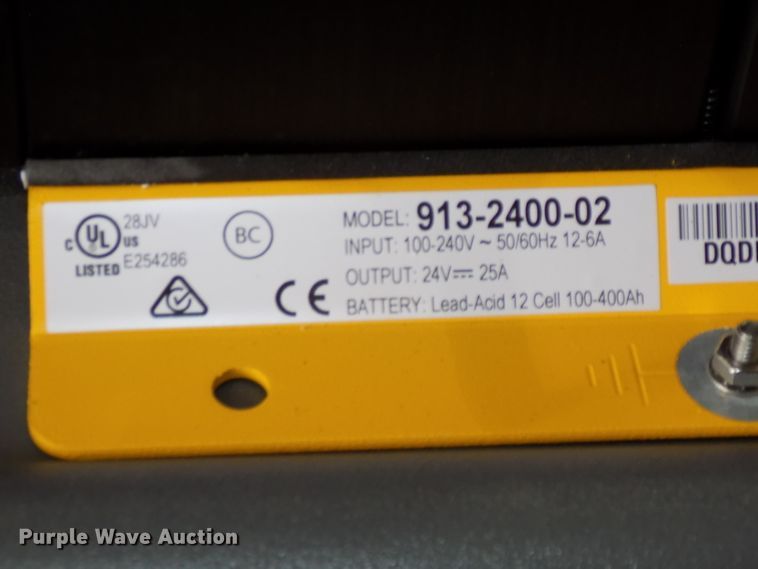 c UL us
28JV
LISTED E254286
BC
CE
MODEL: 913-2400-02
INPUT: 100-240V ~ 50/60Hz 12-6A
OUTPUT: 24V⎓ 25A
BATTERY: Lead-Acid 12 Cell 100-400Ah
Purple Wave Auction